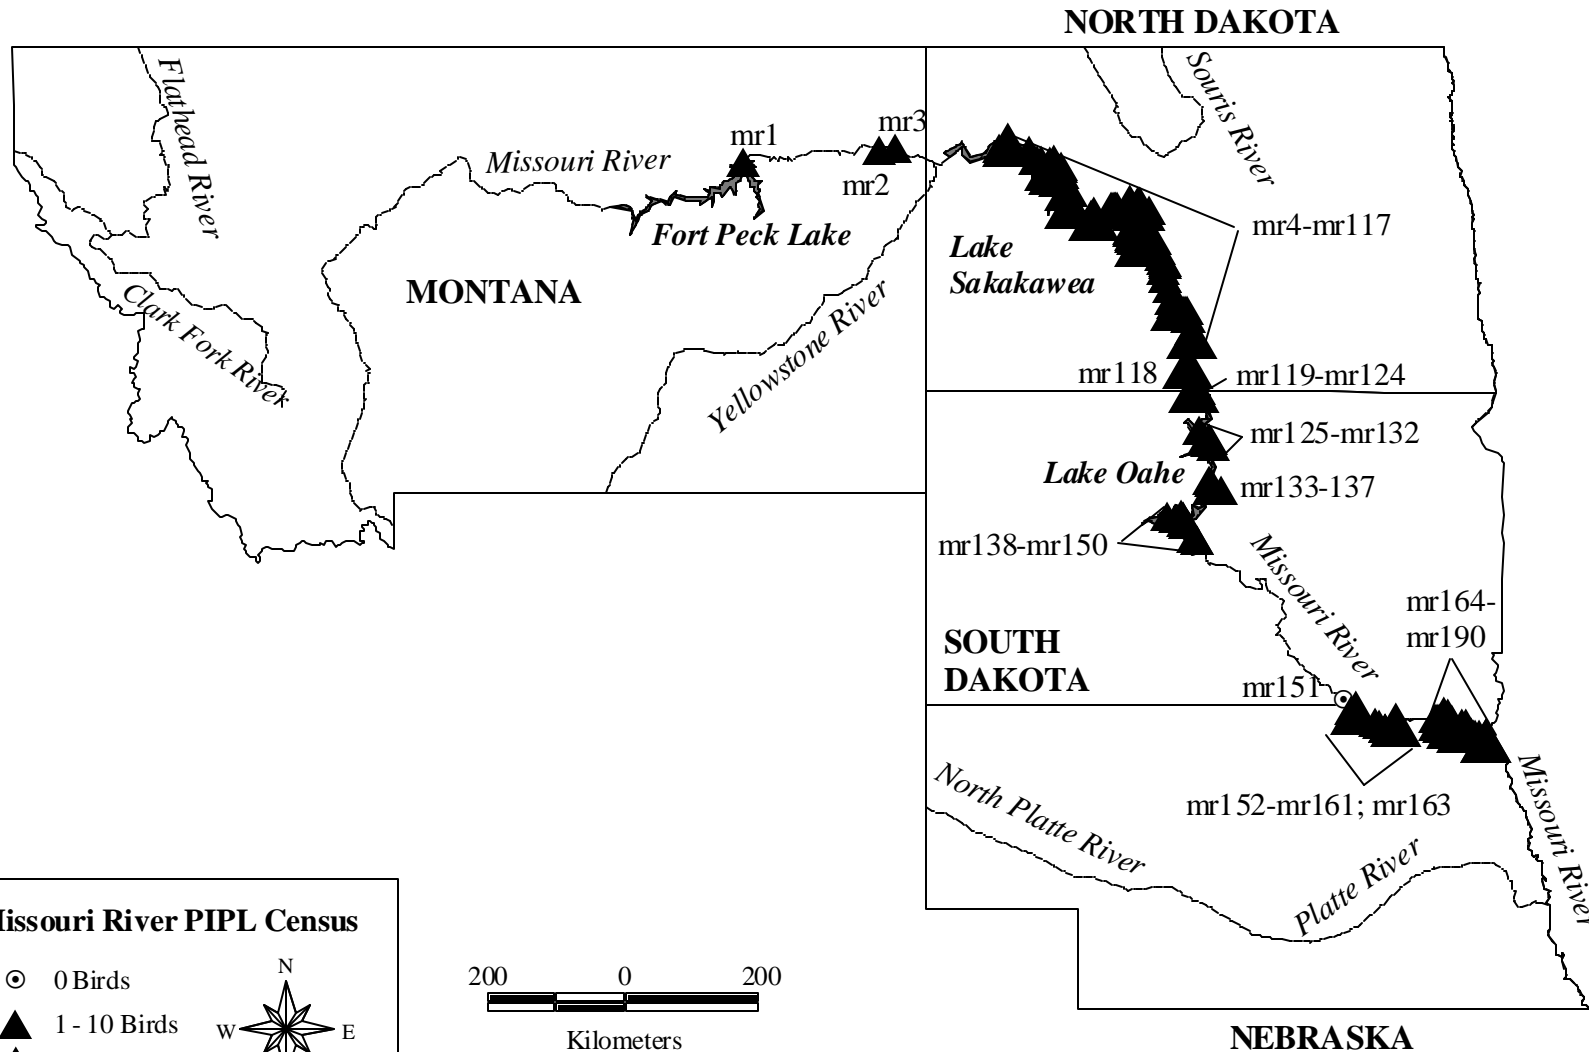 NORTH DAKOTA
Flathead River
Souris River
mr3
mr1
Missouri River
mr2
mr4-mr117
Fort Peck Lake
Lake
Sakakawea
MONTANA
Clark Fork River
Yellowstone River
mr118
mr119-mr124
mr125-mr132
Lake Oahe
mr133-137
mr138-mr150
Missouri River
mr164-
mr190
SOUTH
DAKOTA
mr151
mr152-mr161; mr163
North Platte River
Platte River
Missouri River
issouri River PIPL Census
0 Birds
1 - 10 Birds
N
W
E
200 0 200
Kilometers
NEBRASKA